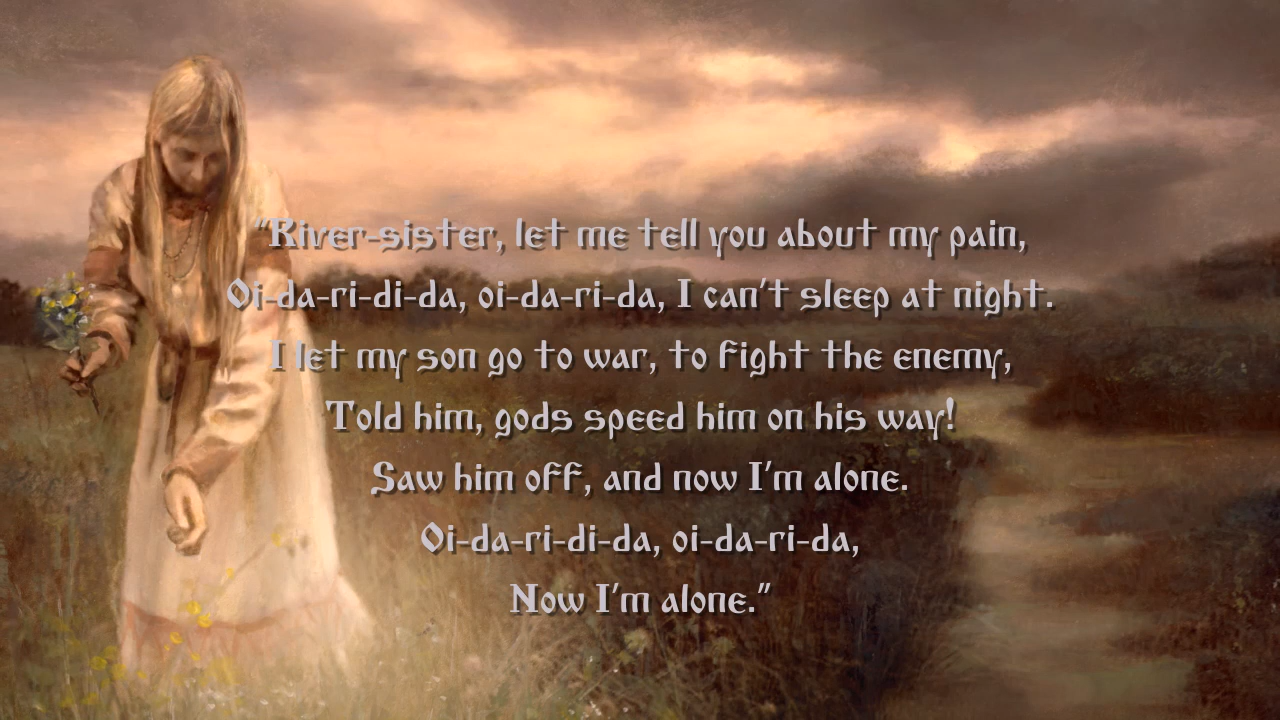 “River-sister, let me tell you about my pain,
Oi-da-ri-di-da, oi-da-ri-da, I can’t sleep at night.
I let my son go to war, to fight the enemy,
Told him, gods speed him on his way!
Saw him off, and now I’m alone.
Oi-da-ri-di-da, oi-da-ri-da,
Now I’m alone.”